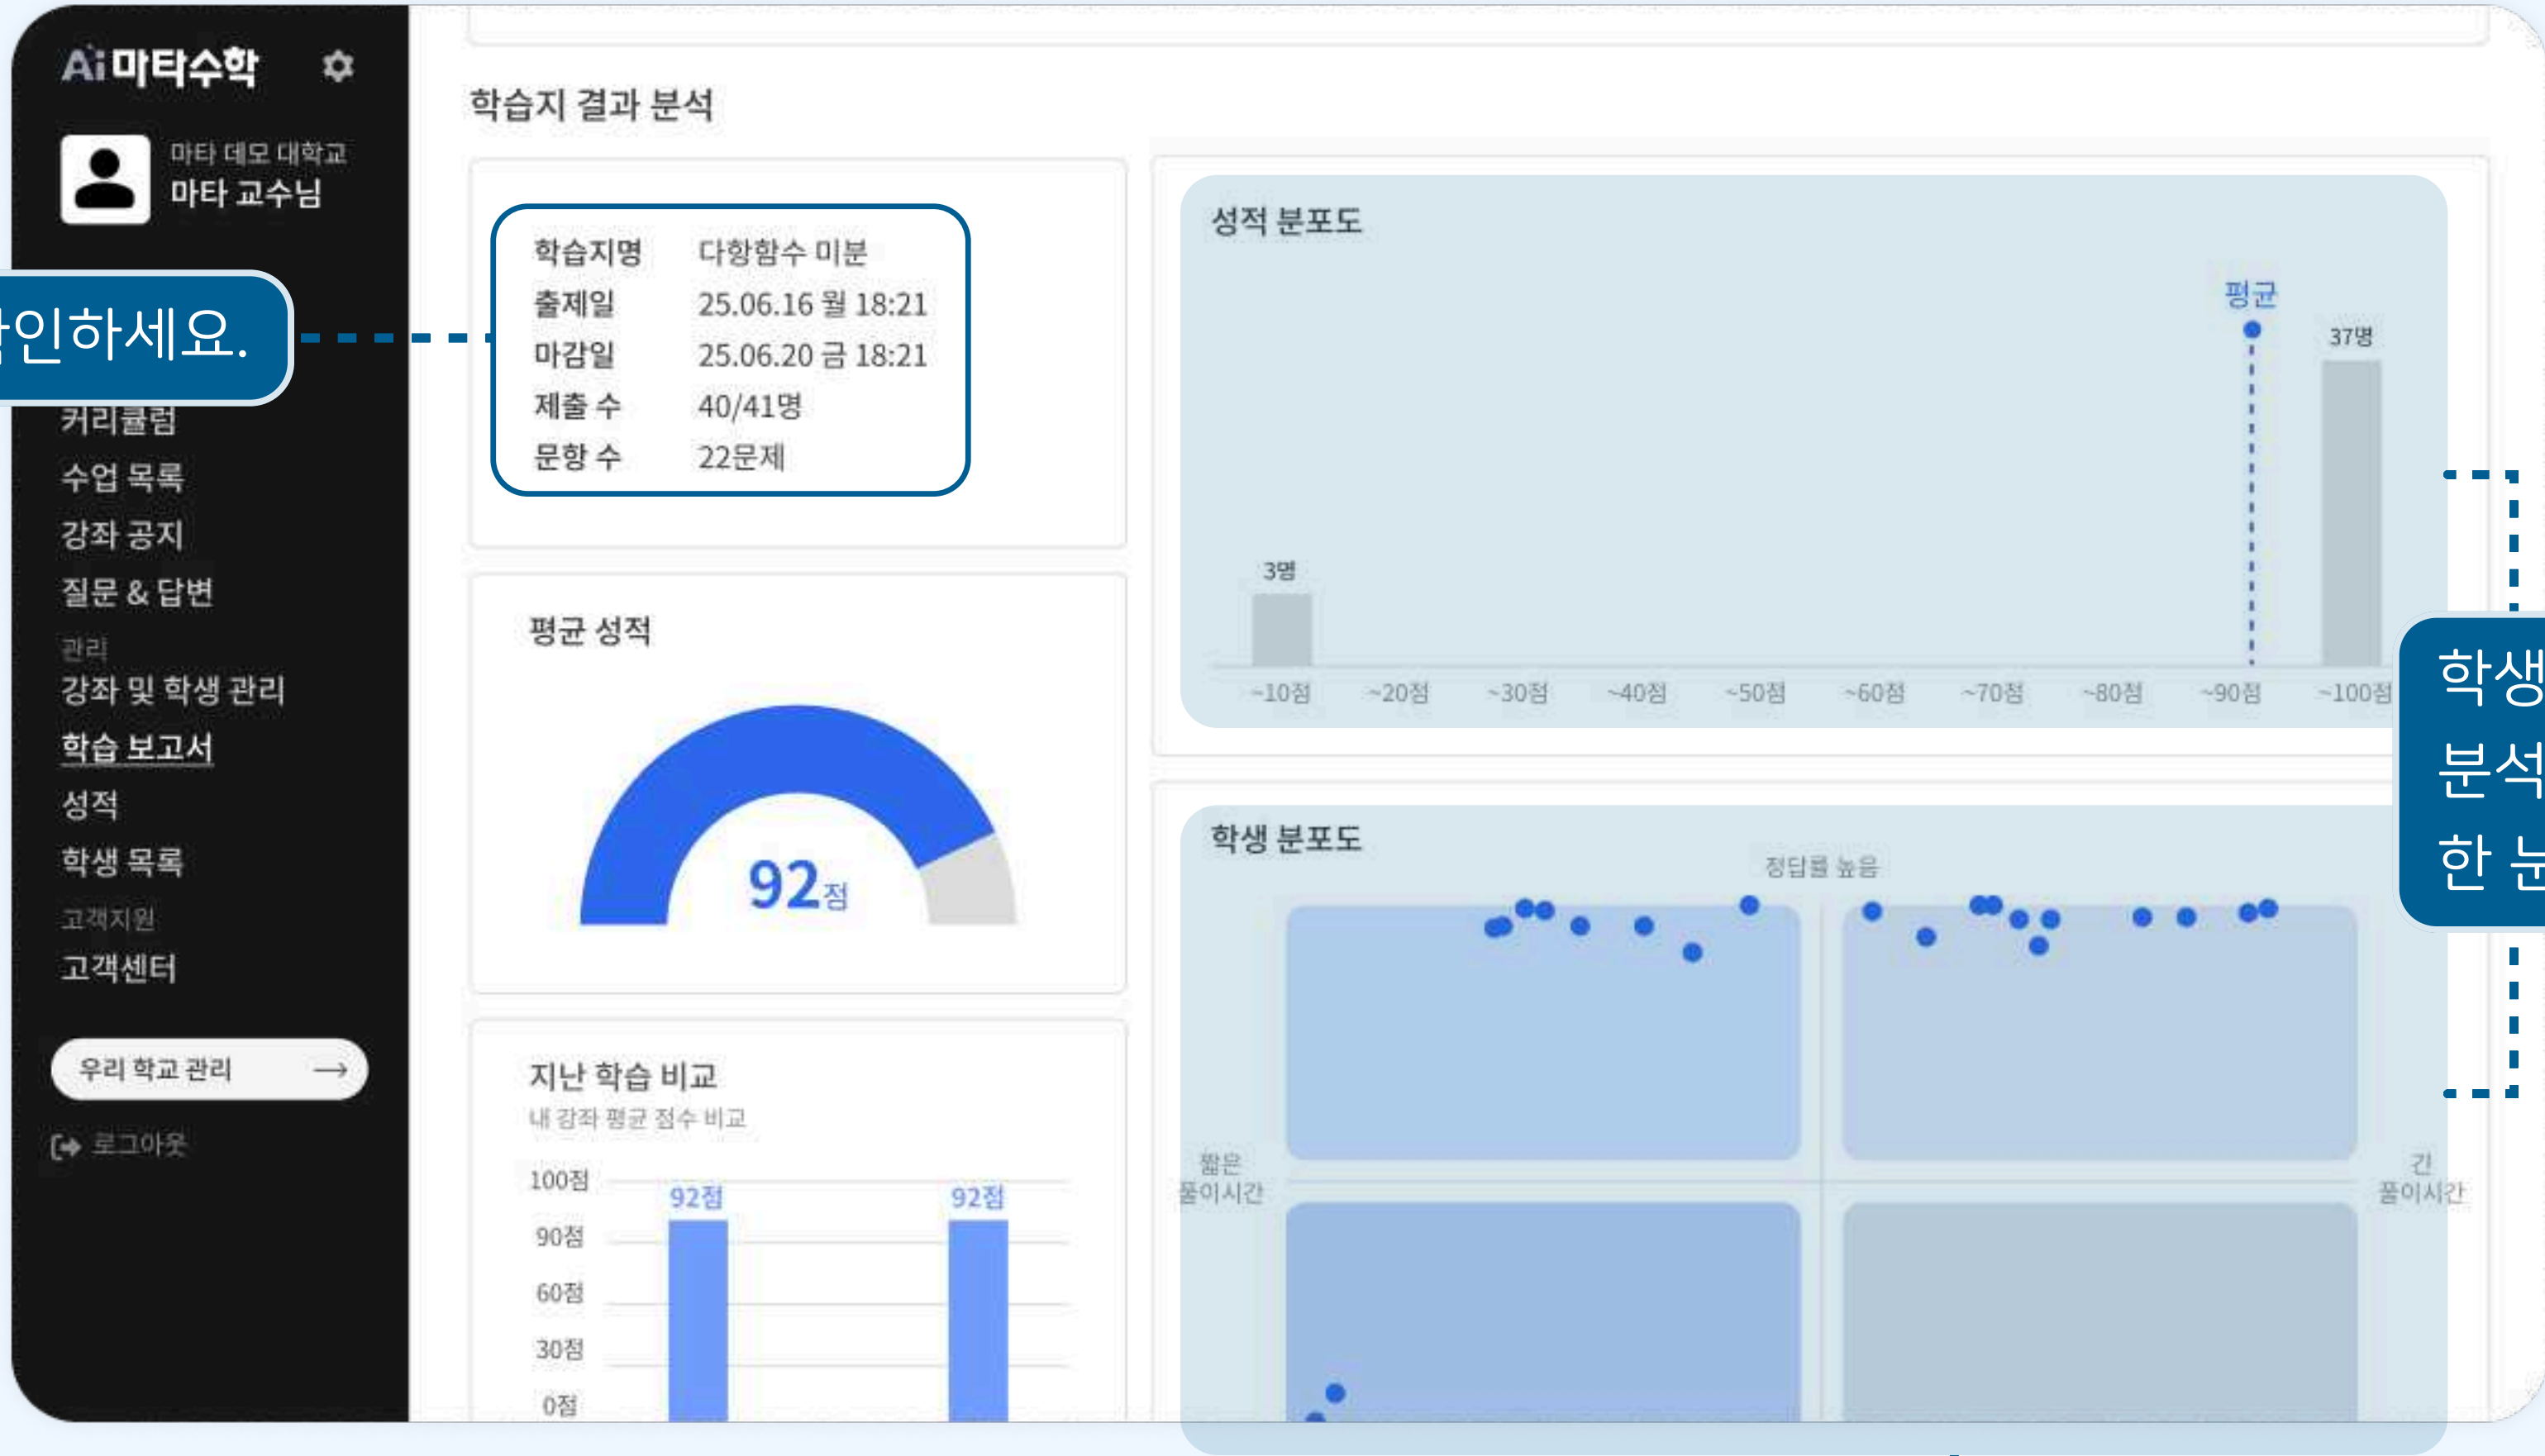 Ai 마타수학
마타 데모 대학교
마타 교수님
인하세요.
커리큘럼
수업 목록
강좌 공지
질문 & 답변
관리
강좌 및 학생 관리
학습 보고서
성적
학생 목록
고객지원
고객센터
우리 학교 관리 →
로그아웃
학습지 결과 분석
학습지명 다항함수 미분
출제일 25.06.16 월 18:21
마감일 25.06.20 금 18:21
제출 수 40/41명
문항 수 22문제
평균 성적
92점
지난 학습 비교
내 강좌 평균 점수 비교
100점
90점
60점
30점
0점
92점 92점
성적 분포도
평균
37명
3명
~10점 ~20점 ~30점 ~40점 ~50점 ~60점 ~70점 ~80점 ~90점 ~100점
학생 분포도
정답률 높음
짧은
풀이시간
긴
풀이시간
학생
분석
한